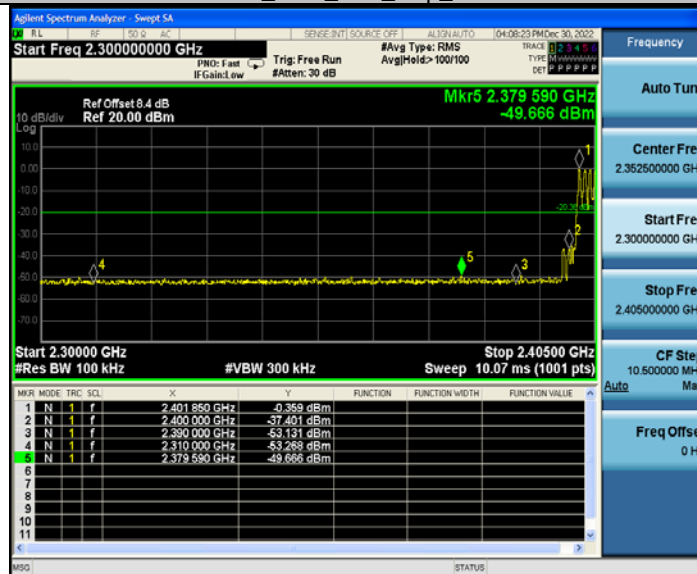 Agilent Spectrum Analyzer - Swept SA
RL RF 50 Ω AC SENSE:INT SOURCE OFF ALIGN AUTO 04:08:23 PM Dec 30, 2022
Start Freq 2.300000000 GHz
PNO: Fast
IFGain:Low
Trig: Free Run
#Atten: 30 dB
#Avg Type: RMS
Avg|Hold:>100/100
TRACE 1 2 3 4 5 6
TYPE M
DET P P P P P P
Frequency
Ref Offset 8.4 dB
Ref 20.00 dBm
10 dB/div
Log
Mkr5 2.379 590 GHz
-49.666 dBm
10.0
0.00
-10.0
-20.0
-30.0
-40.0
-50.0
-60.0
-70.0
1
2
3
4
5
Start 2.30000 GHz
Stop 2.40500 GHz
#Res BW 100 kHz
#VBW 300 kHz
Sweep 10.07 ms (1001 pts)
MKR MODE TRC SCL X Y FUNCTION FUNCTION WIDTH FUNCTION VALUE
1 N 1 f 2.401 850 GHz -0.359 dBm
2 N 1 f 2.400 000 GHz -37.401 dBm
3 N 1 f 2.390 000 GHz -53.131 dBm
4 N 1 f 2.310 000 GHz -53.268 dBm
5 N 1 f 2.379 590 GHz -49.666 dBm
6
7
8
9
10
11
Auto Tun
Center Fre
2.352500000 GH
Start Fre
2.300000000 GH
Stop Fre
2.405000000 GH
CF Ste
10.500000 MH
Auto Ma
Freq Offse
0 H
MSG
STATUS